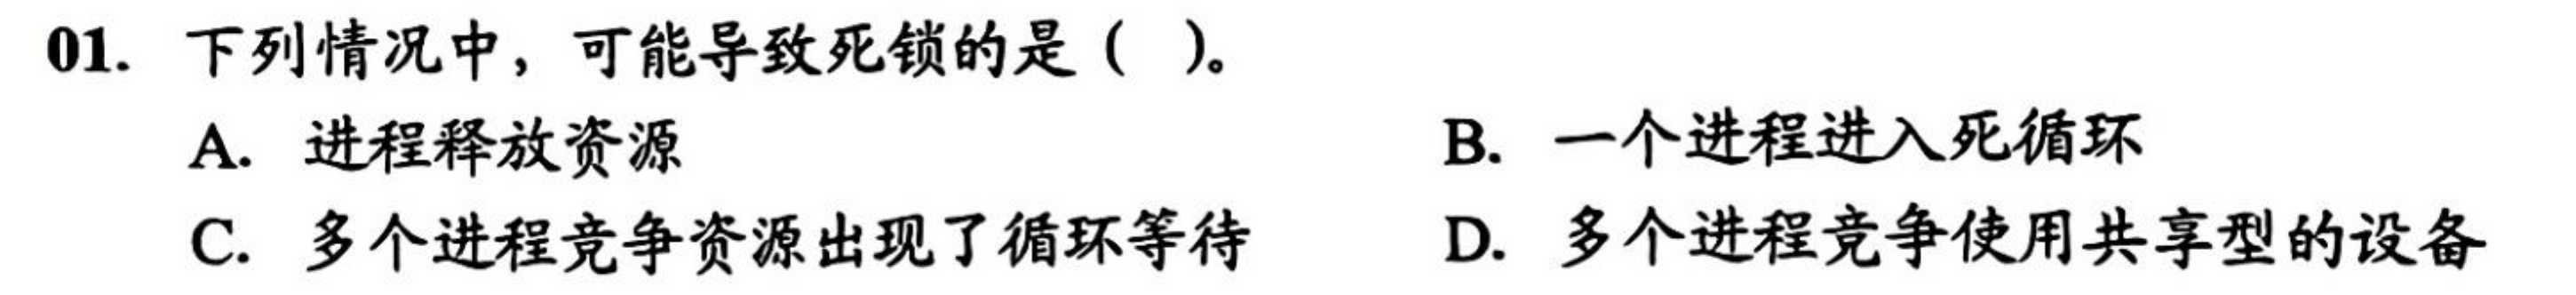 01. 下列情况中，可能导致死锁的是（ ）。
A. 进程释放资源 B. 一个进程进入死循环
C. 多个进程竞争资源出现了循环等待 D. 多个进程竞争使用共享型的设备